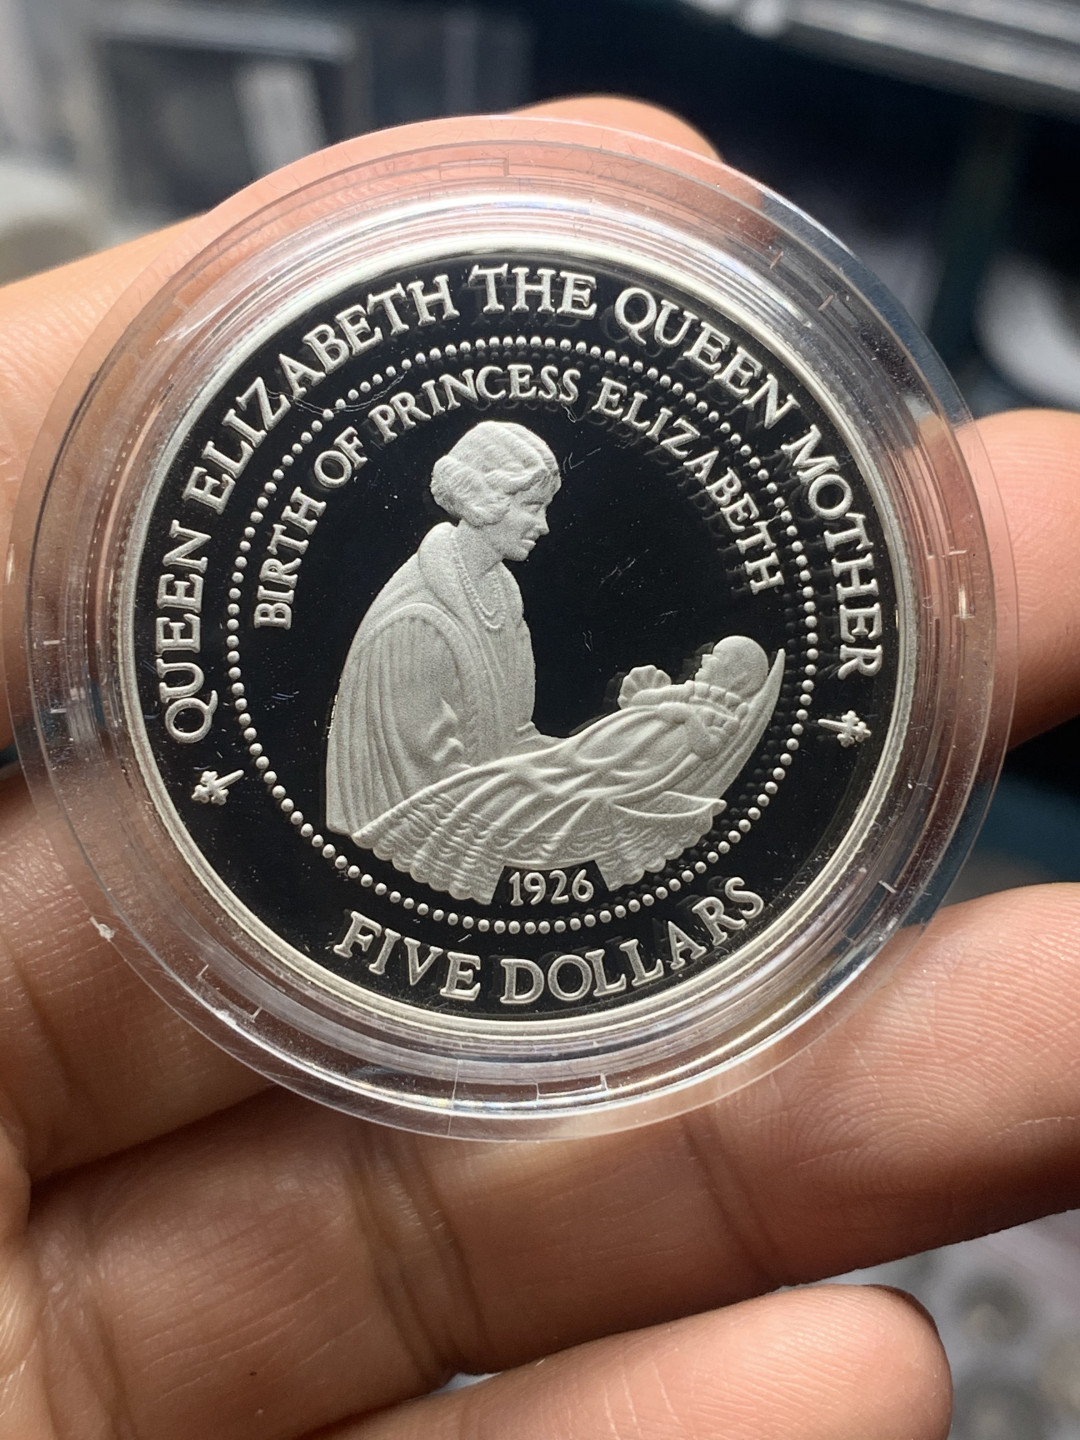 QUEEN ELIZABETH THE QUEEN MOTHER
BIRTH OF PRINCESS ELIZABETH
1926
FIVE DOLLARS